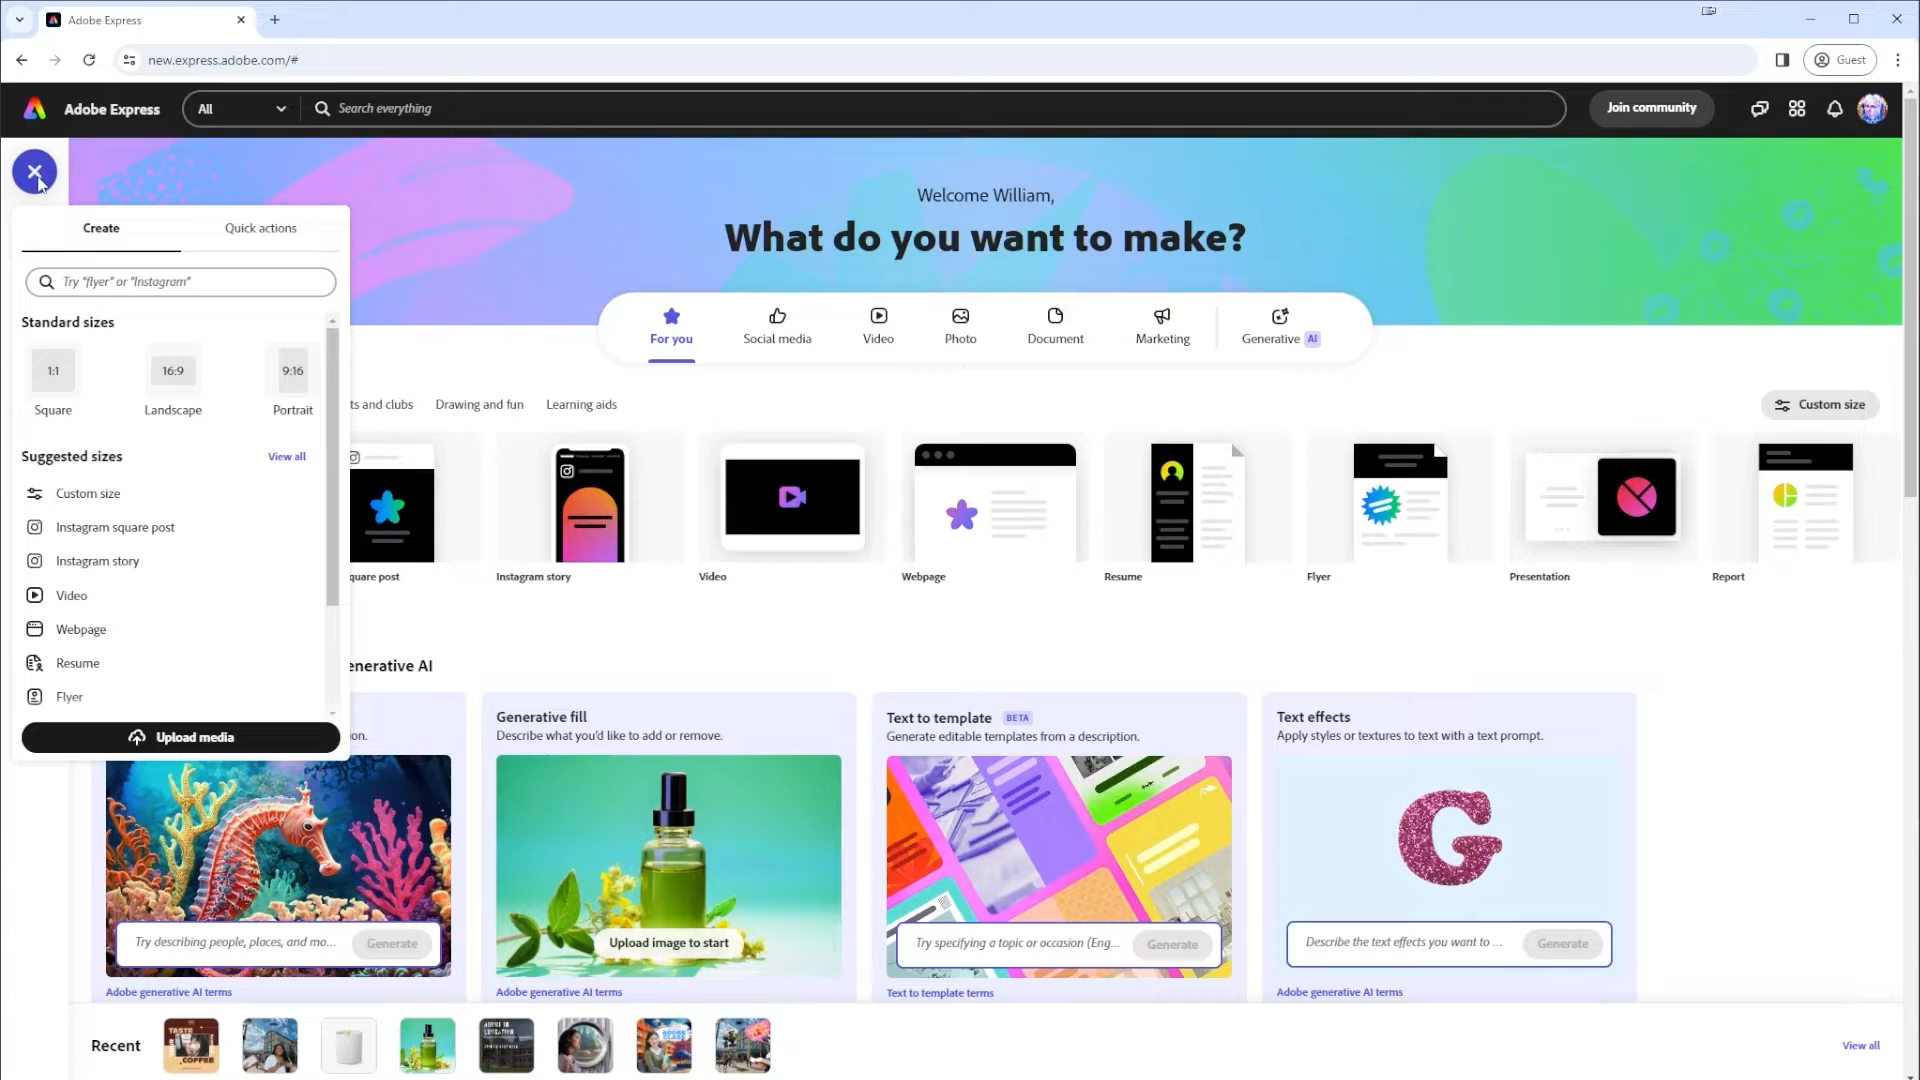 Adobe Express
new.express.adobe.com/#
Guest
Adobe Express
All
Search everything
Join community
Welcome William,
What do you want to make?
Create
Quick actions
Try "flyer" or "Instagram"
Standard sizes
1:1
16:9
9:16
Square
Landscape
Portrait
Suggested sizes
View all
Custom size
Instagram square post
Instagram story
Video
Webpage
Resume
Flyer
Upload media
For you
Social media
Video
Photo
Document
Marketing
Generative AI
ts and clubs
Drawing and fun
Learning aids
Custom size
quare post
Instagram story
Video
Webpage
Resume
Flyer
Presentation
Report
enerative AI
on.
Try describing people, places, and mo...
Generate
Adobe generative AI terms
Generative fill
Describe what you'd like to add or remove.
Upload image to start
Adobe generative AI terms
Text to template BETA
Generate editable templates from a description.
Try specifying a topic or occasion (Eng...
Generate
Text to template terms
Text effects
Apply styles or textures to text with a text prompt.
G
Describe the text effects you want to ...
Generate
Adobe generative AI terms
Recent
TASTE
COFFEE
View all